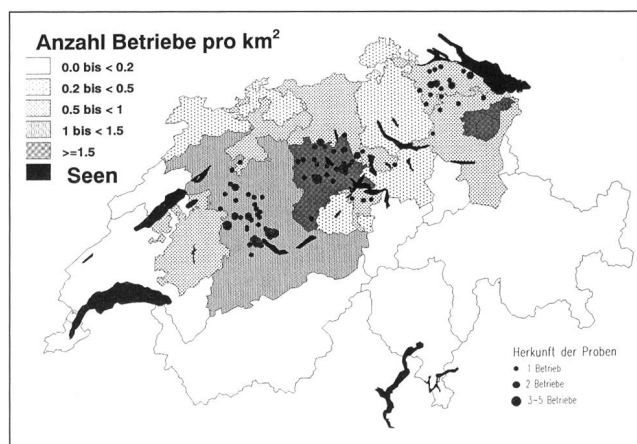 Anzahl Betriebe pro km²
0.0 bis < 0.2
0.2 bis < 0.5
0.5 bis < 1
1 bis < 1.5
>=1.5
Seen
Herkunft der Proben
1 Betrieb
2 Betriebe
3-5 Betriebe